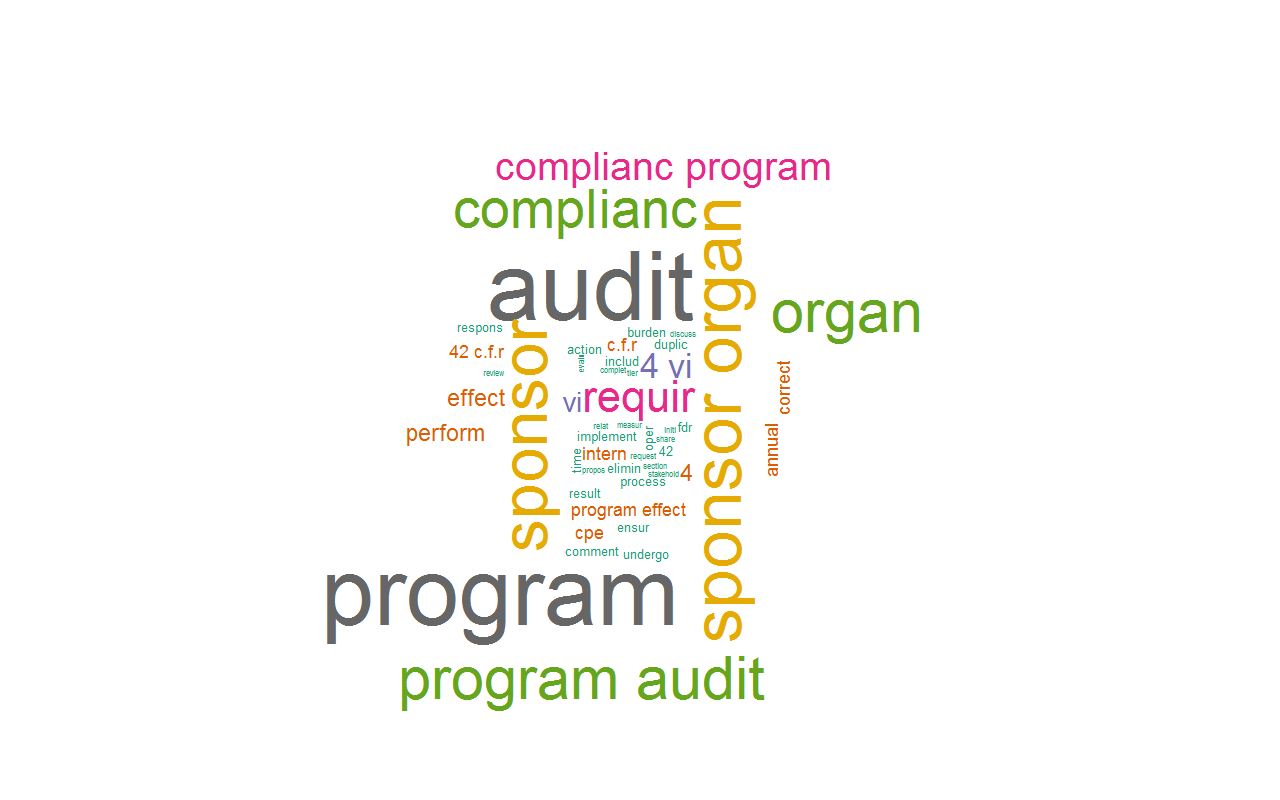 complianc program
complianc
sponsor organ
audit
organ
respons
sponsor
burden
discuss
42 c.f.r
action
c.f.r
duplic
evalu
includ
4 vi
review
complet
tier
correct
effect
vi
requir
perform
relat
measur
initi
fdr
implement
oper
share
annual
time
intern
request
42
propos
elimin
section
stakehold
4
process
result
program effect
cpe
ensur
comment
undergo
program
program audit